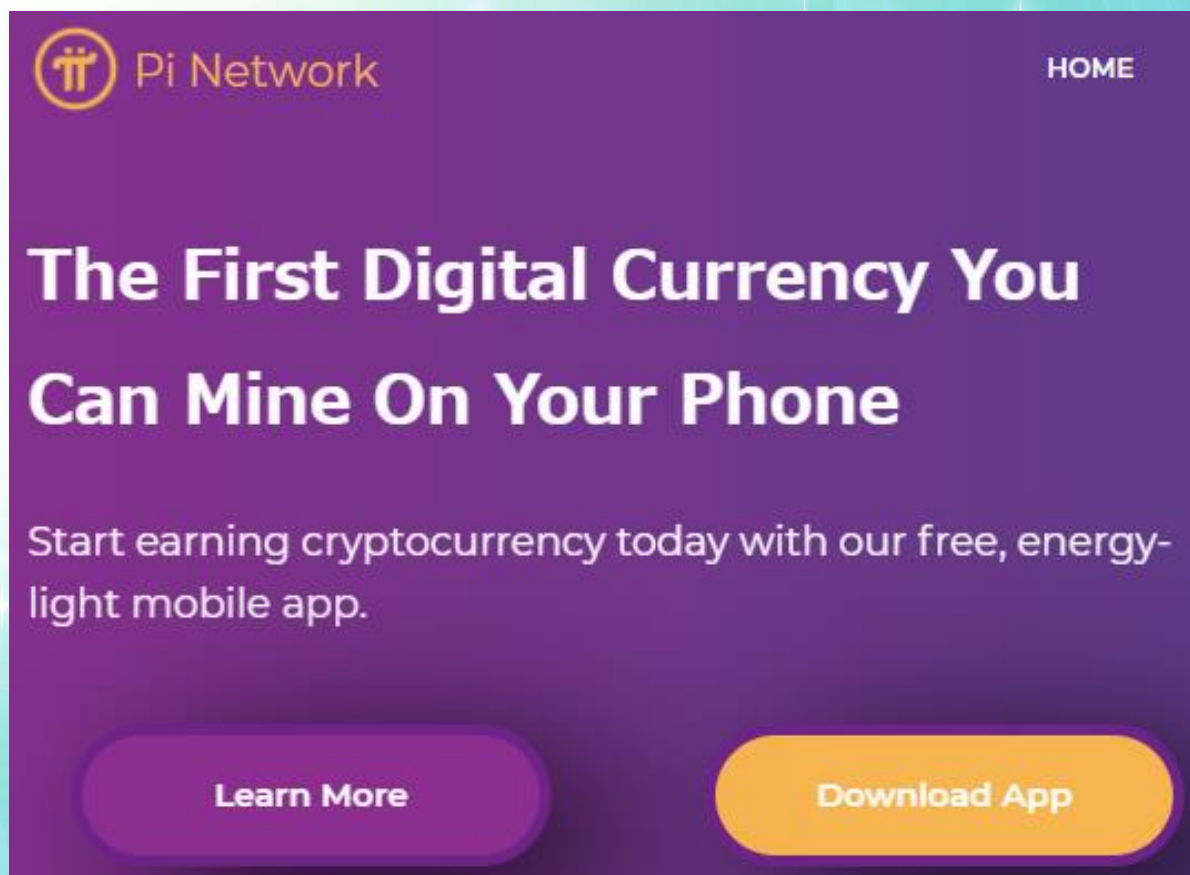 Pi Network
HOME
The First Digital Currency You
Can Mine On Your Phone
Start earning cryptocurrency today with our free, energy-
light mobile app.
Learn More
Download App